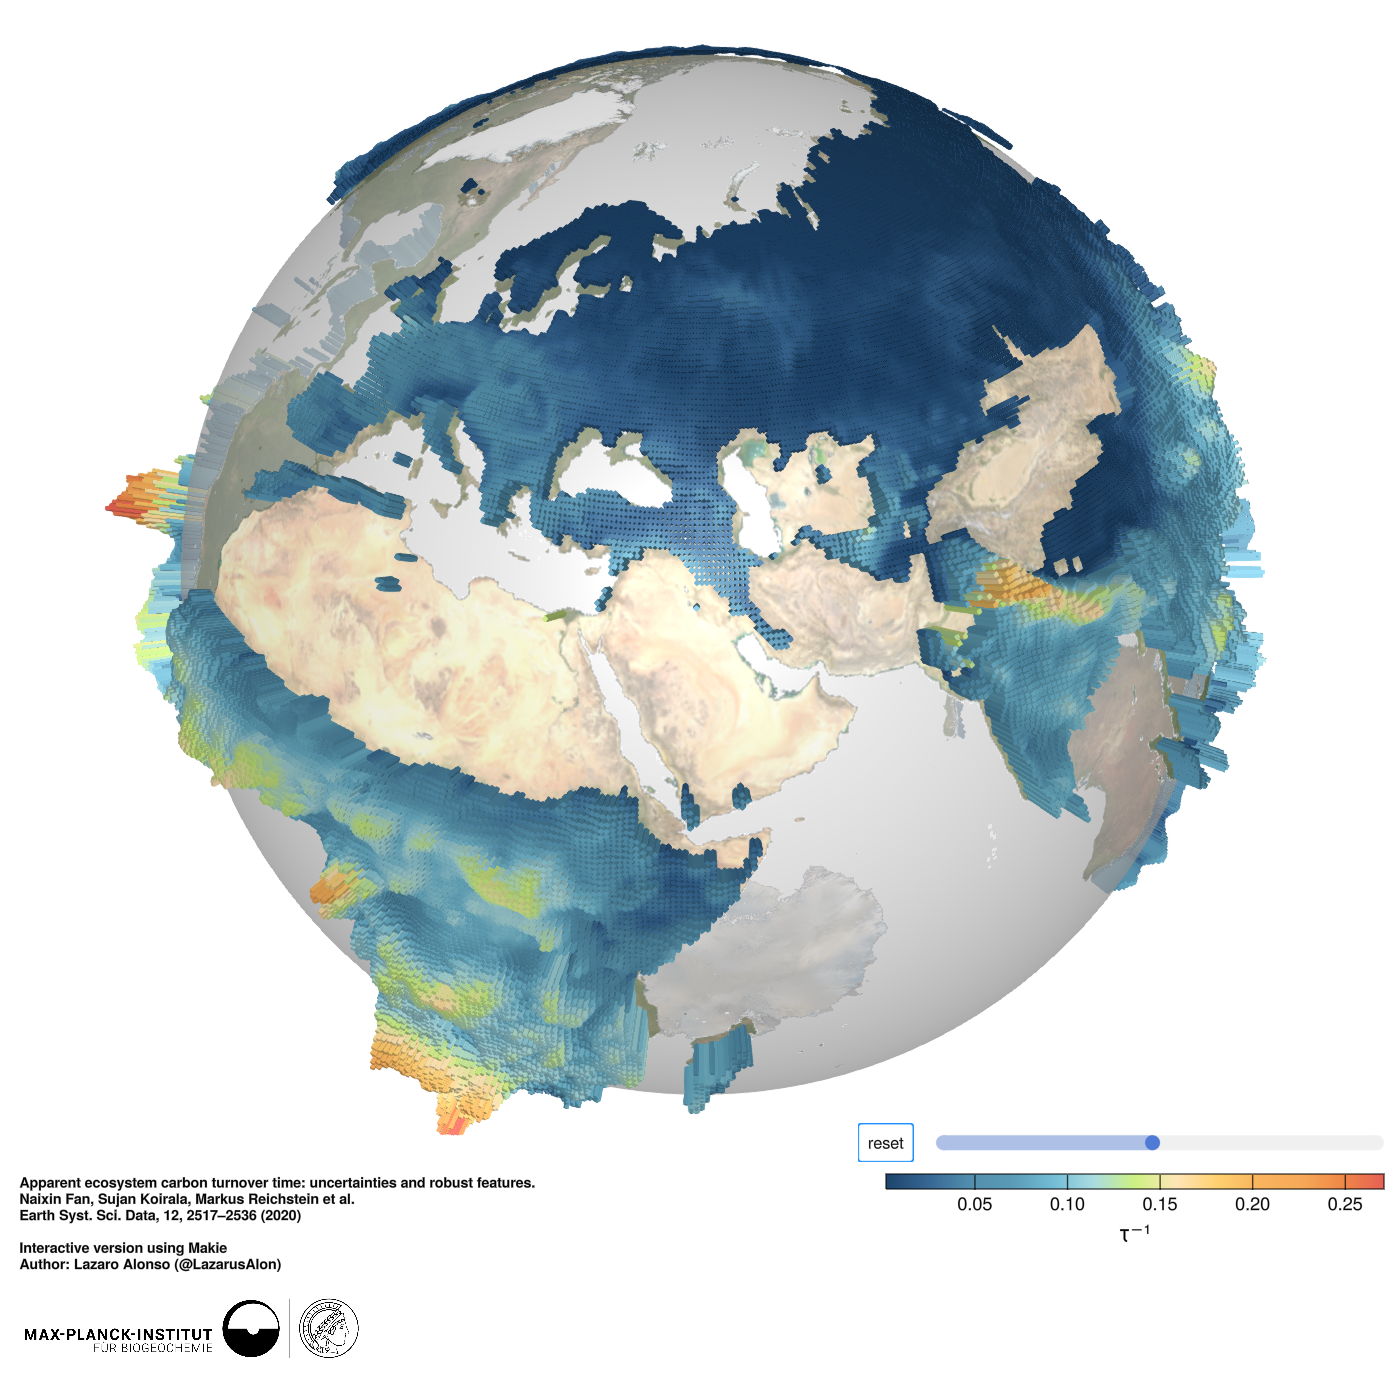 reset
0.05 0.10 0.15 0.20 0.25
τ⁻¹
Apparent ecosystem carbon turnover time: uncertainties and robust features.
Naixin Fan, Sujan Koirala, Markus Reichstein et al.
Earth Syst. Sci. Data, 12, 2517–2536 (2020)
Interactive version using Makie
Author: Lazaro Alonso (@LazarusAlon)
MAX-PLANCK-INSTITUT
FÜR BIOGEOCHEMIE